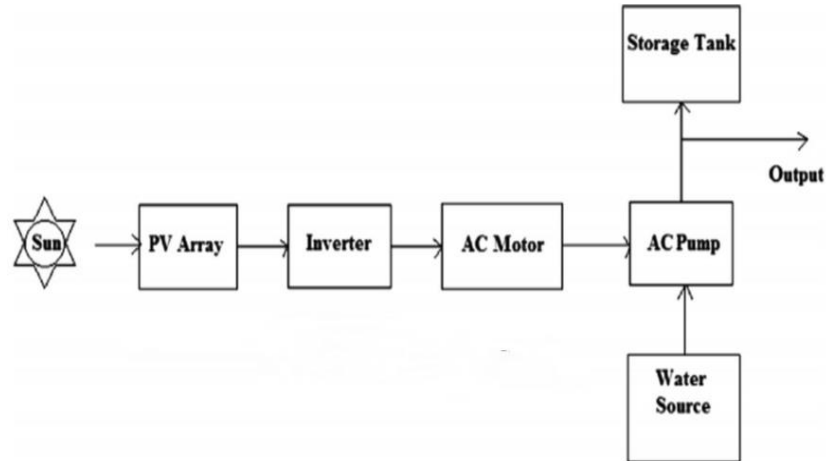 Storage Tank
Output
Sun
PV Array
Inverter
AC Motor
AC Pump
Water
Source